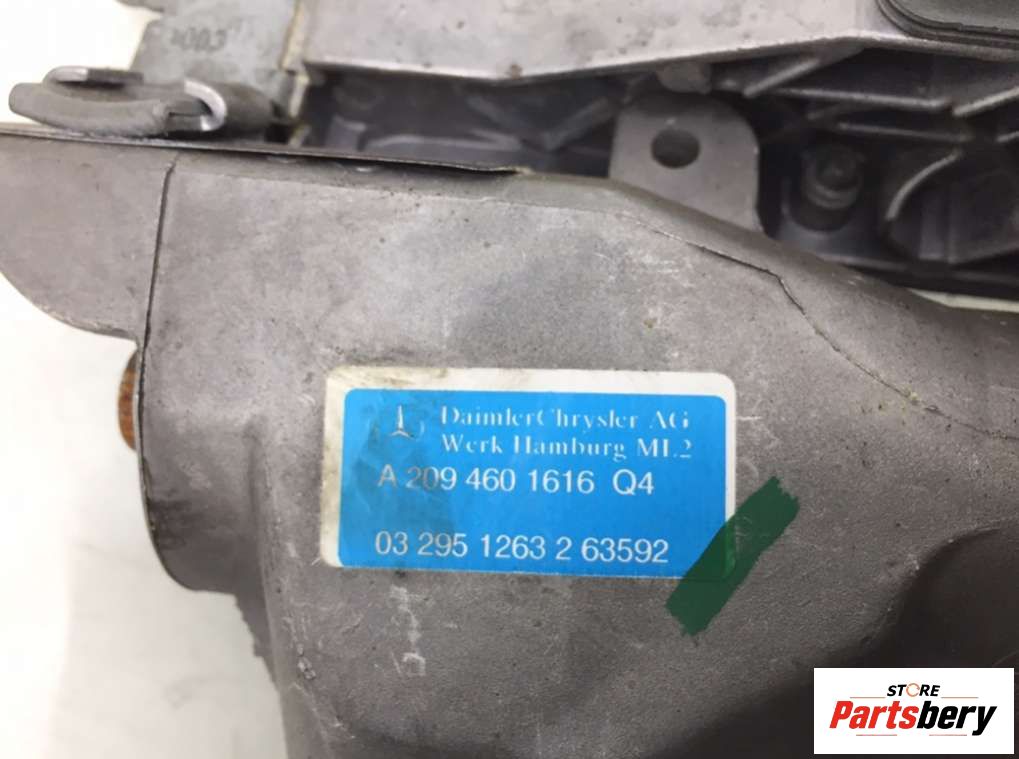 DaimlerChrysler AG
Werk Hamburg ML2
A 209 460 1616 Q4
03 295 1263 2 63592
STORE
Partsbery